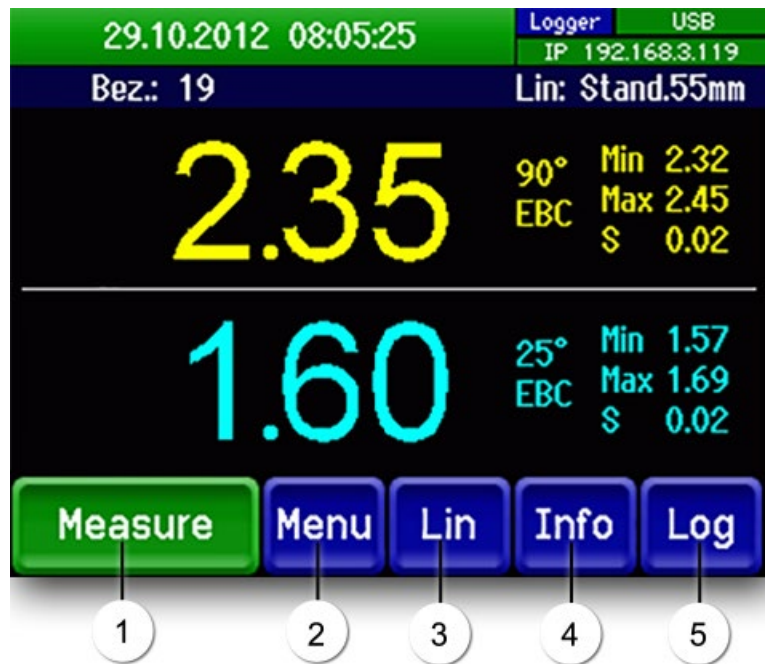 29.10.2012 08:05:25
Logger USB
IP 192.168.3.119
Bez.: 19 Lin: Stand.55mm
2.35
90° EBC
Min 2.32
Max 2.45
S 0.02
1.60
25° EBC
Min 1.57
Max 1.69
S 0.02
Measure Menu Lin Info Log
1 2 3 4 5